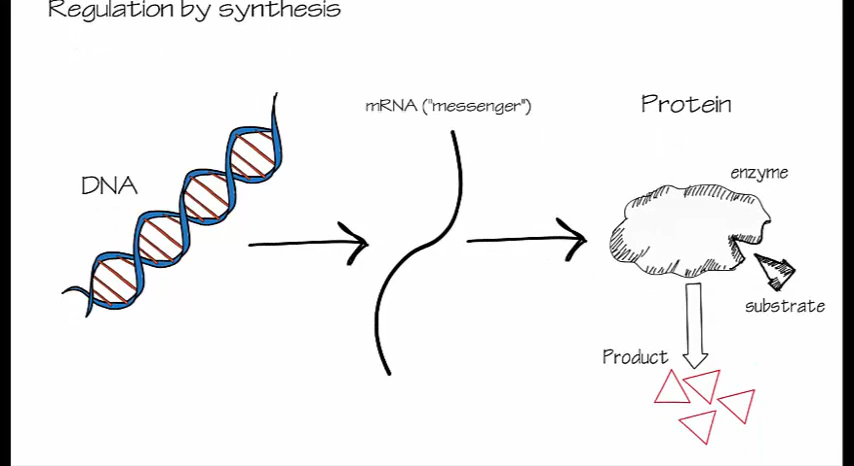 Regulation by synthesis
mRNA ("messenger")
Protein
DNA
enzyme
substrate
Product